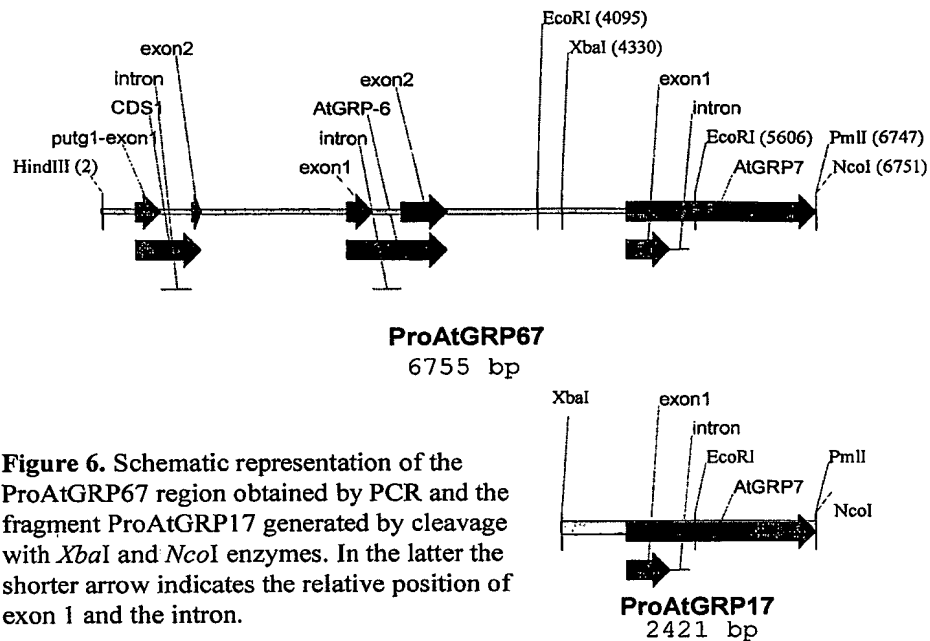 EcoRI (4095)
XbaI (4330)
exon2
intron
CDS1
putg1-exon1
HindIII (2)
exon2
AtGRP-6
intron
exon1
exon1
intron
EcoRI (5606)
PmlI (6747)
AtGRP7
NcoI (6751)
ProAtGRP67
6755 bp
XbaI
exon1
intron
EcoRI
PmlI
AtGRP7
NcoI
ProAtGRP17
2421 bp
Figure 6. Schematic representation of the
ProAtGRP67 region obtained by PCR and the
fragment ProAtGRP17 generated by cleavage
with XbaI and NcoI enzymes. In the latter the
shorter arrow indicates the relative position of
exon 1 and the intron.